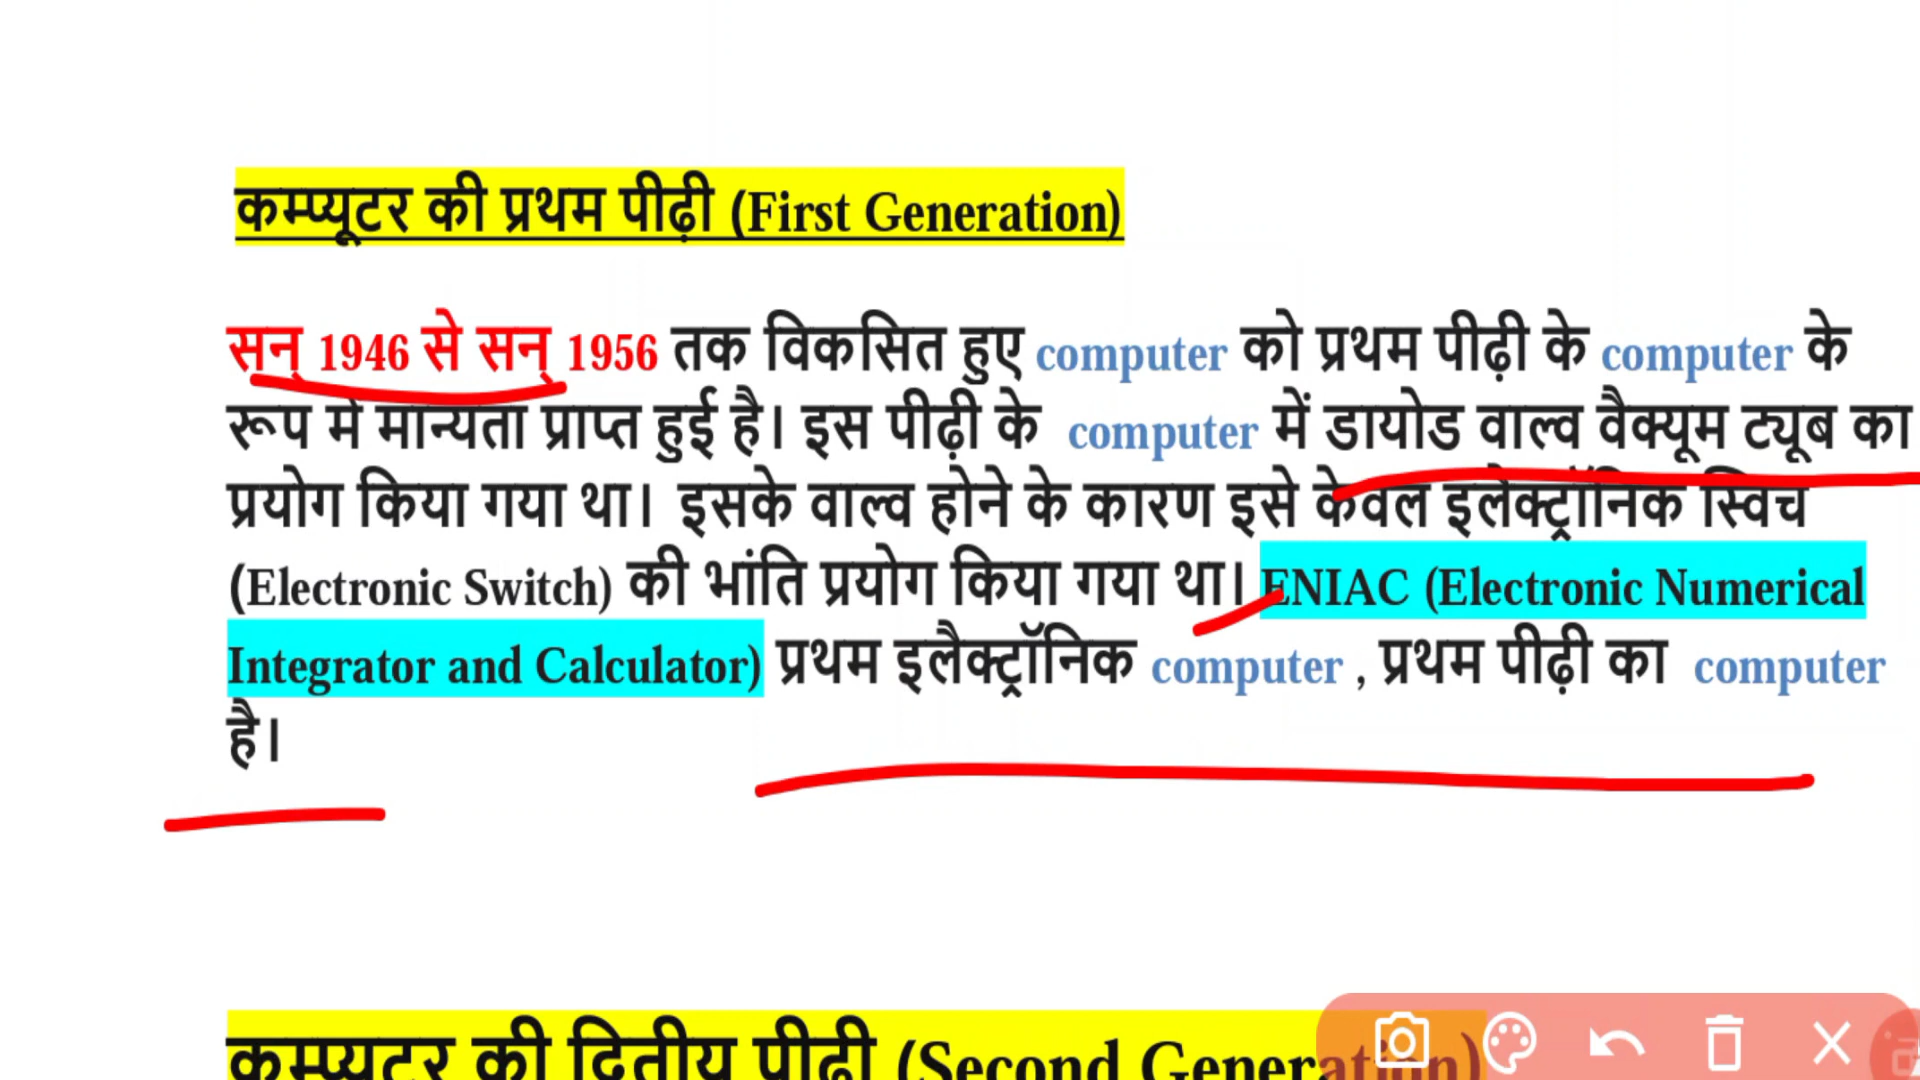 कम्प्यूटर की प्रथम पीढ़ी (First Generation)
सन् 1946 से सन् 1956 तक विकसित हुए computer को प्रथम पीढ़ी के computer के
रूप में मान्यता प्राप्त हुई है। इस पीढ़ी के computer में डायोड वाल्व वैक्यूम ट्यूब का
प्रयोग किया गया था। इसके वाल्व होने के कारण इसे केवल इलेक्ट्रॉनिक स्विच
(Electronic Switch) की भांति प्रयोग किया गया था। ENIAC (Electronic Numerical
Integrator and Calculator) प्रथम इलैक्ट्रॉनिक computer , प्रथम पीढ़ी का computer
है।
कम्प्यूटर की द्वितीय पीढ़ी (Second Generation)